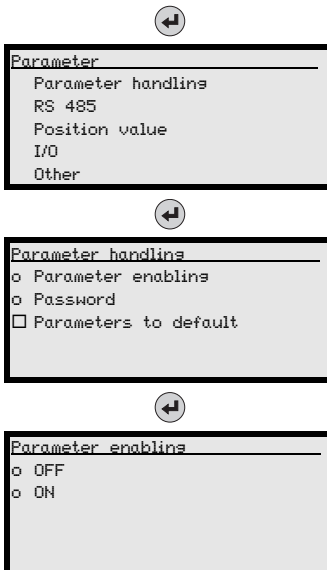 Parameter
Parameter handling
RS 485
Position value
I/O
Other
Parameter handling
o Parameter enabling
o Password
□ Parameters to default
Parameter enabling
o OFF
o ON